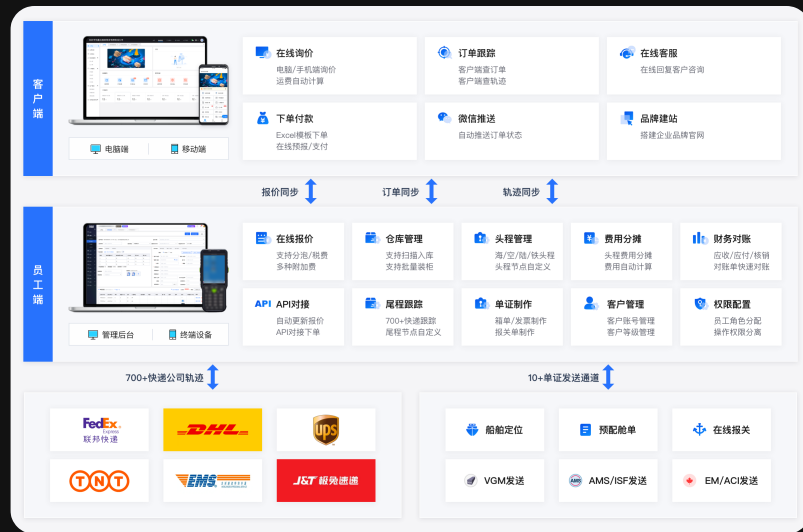 客户端
电脑端
移动端
在线询价
电脑/手机端询价
运费自动计算
订单跟踪
客户端查订单
客户端查轨迹
在线客服
在线回复客户咨询
下单付款
Excel模板下单
在线预报/支付
微信推送
自动推送订单状态
品牌建站
搭建企业品牌官网
报价同步
订单同步
轨迹同步
员工端
管理后台
终端设备
在线报价
支持分泡/税费
多种附加费
仓库管理
支持扫描入库
支持批量装柜
头程管理
海/空/陆/铁头程
头程节点自定义
费用分摊
头程费用分摊
费用自动计算
财务对账
应收/应付/核销
对账单快速对账
API API对接
自动更新报价
API对接下单
尾程跟踪
700+快递跟踪
尾程节点自定义
单证制作
箱单/发票制作
报关单制作
客户管理
客户账号管理
客户等级管理
权限配置
员工角色分配
操作权限分离
700+快递公司轨迹
10+单证发送通道
FedEx
Express
联邦快递
DHL
ups
TNT
EMS
J&T 极兔速递
船舶定位
预配舱单
在线报关
VGM发送
AMS AMS/ISF发送
EM/ACI发送